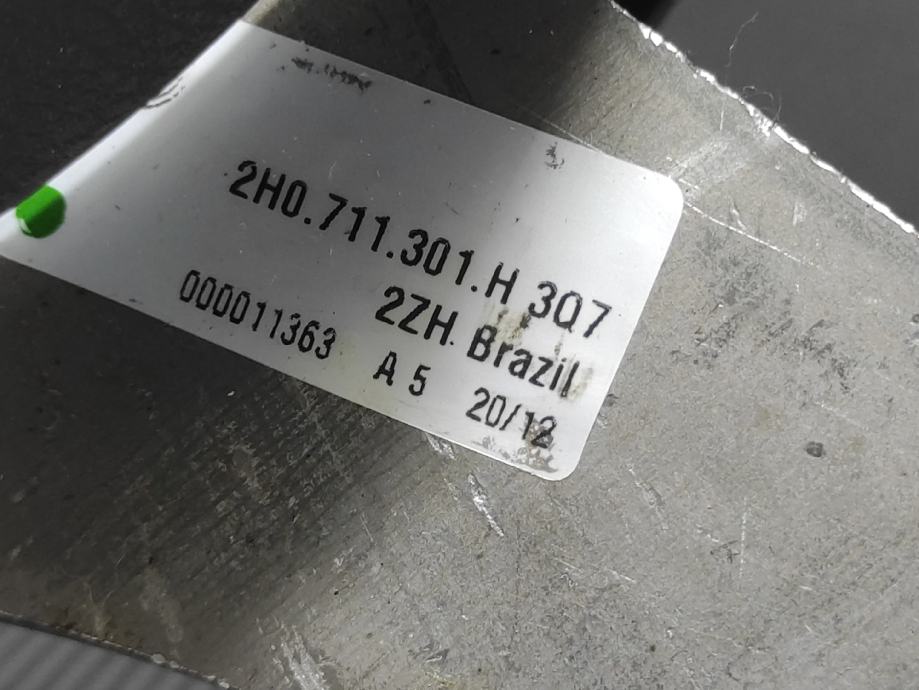 2H0.711.301.H 3Q7
2ZH Brazil
000011363 A 5 20/12